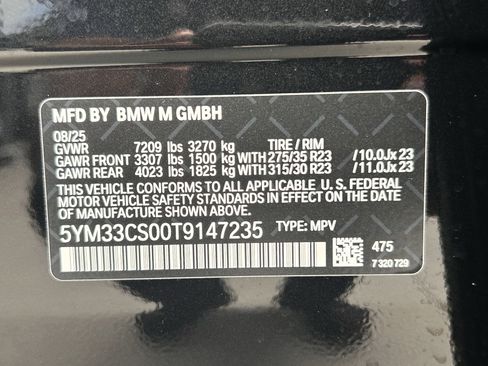 MFD BY BMW M GMBH
08/25
GVWR 7209 lbs 3270 kg TIRE / RIM
GAWR FRONT 3307 lbs 1500 kg WITH 275/35 R23 /10.0Jx23
GAWR REAR 4023 lbs 1825 kg WITH 315/30 R23 /11.0Jx23
THIS VEHICLE CONFORMS TO ALL APPLICABLE U. S. FEDERAL
MOTOR VEHICLE SAFETY STANDARDS IN EFFECT ON THE
DATE OF MANUFACTURE SHOWN ABOVE.
5YM33CS00T9147235 TYPE: MPV
475
7 320 729